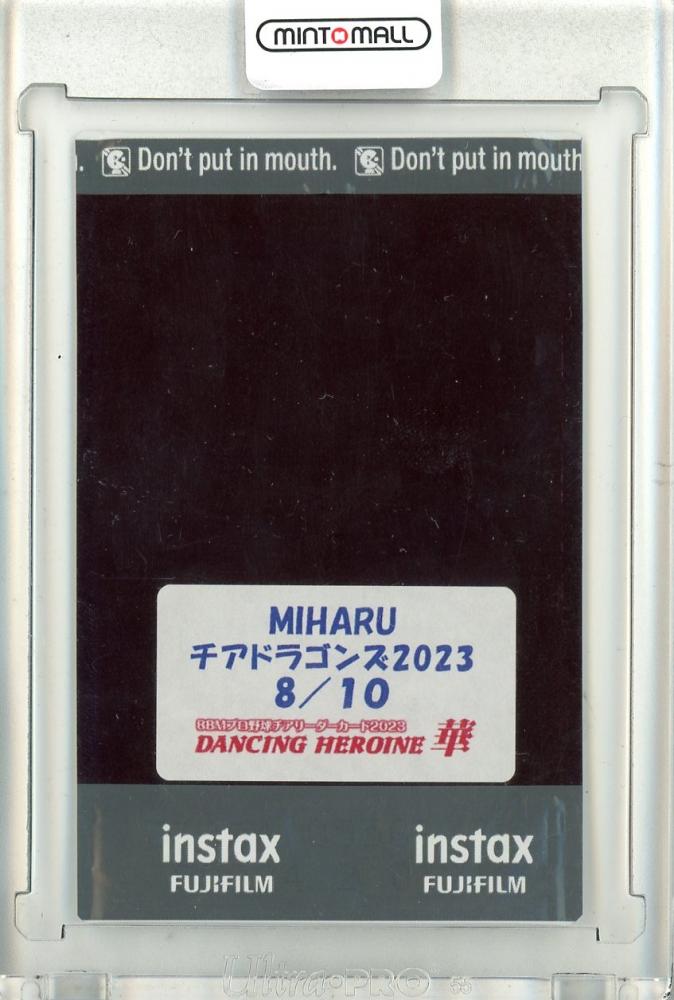 MINTOMALL
. Don't put in mouth. Don't put in mouth
MIHARU
チアドラゴンズ2023
8/10
BBMプロ野球チアリーダーカード2023
DANCING HEROINE 華
instax instax
FUJIFILM FUJIFILM
Ultra•PRO 55